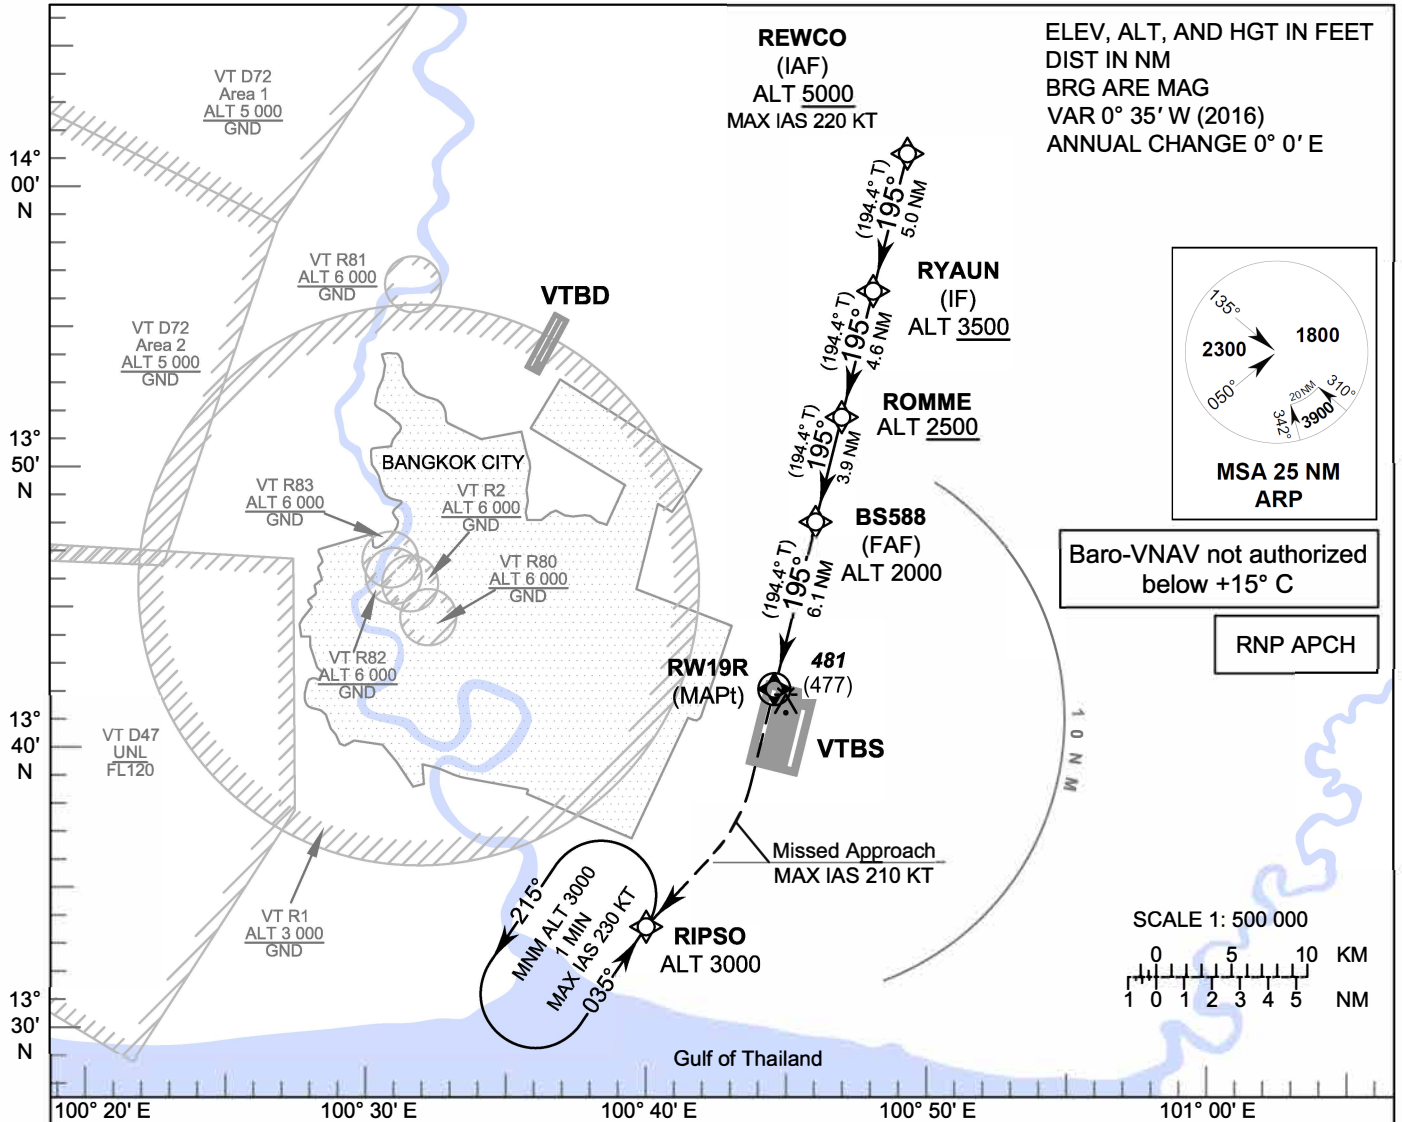 REWCO
(IAF)
ALT 5000
MAX IAS 220 KT
ELEV, ALT, AND HGT IN FEET
DIST IN NM
BRG ARE MAG
VAR 0° 35′ W (2016)
ANNUAL CHANGE 0° 0′ E
VT D72
Area 1
ALT 5 000
GND
14°
00'
N
(194.4° T)
195°
5.0 NM
VT R81
ALT 6 000
GND
VTBD
RYAUN
(IF)
ALT 3500
135°
1800
2300
050°
20 NM
310°
3900
342°
MSA 25 NM
ARP
VT D72
Area 2
ALT 5 000
GND
(194.4° T)
195°
4.6 NM
ROMME
ALT 2500
13°
50'
N
BANGKOK CITY
(194.4° T)
195°
3.9 NM
VT R83
ALT 6 000
GND
VT R2
ALT 6 000
GND
BS588
(FAF)
ALT 2000
Baro-VNAV not authorized
below +15° C
VT R80
ALT 6 000
GND
(194.4° T)
195°
6.1 NM
RNP APCH
VT R82
ALT 6 000
GND
RW19R
(MAPt)
481
(477)
VTBS
10 NM
13°
40'
N
VT D47
UNL
FL120
Missed Approach
MAX IAS 210 KT
VT R1
ALT 3 000
GND
215°
MNM ALT 3000
1 MIN
MAX IAS 230 KT
035°
RIPSO
ALT 3000
SCALE 1: 500 000
0 5 10 KM
1 0 1 2 3 4 5 NM
13°
30'
N
Gulf of Thailand
100° 20' E 100° 30' E 100° 40' E 100° 50' E 101° 00' E